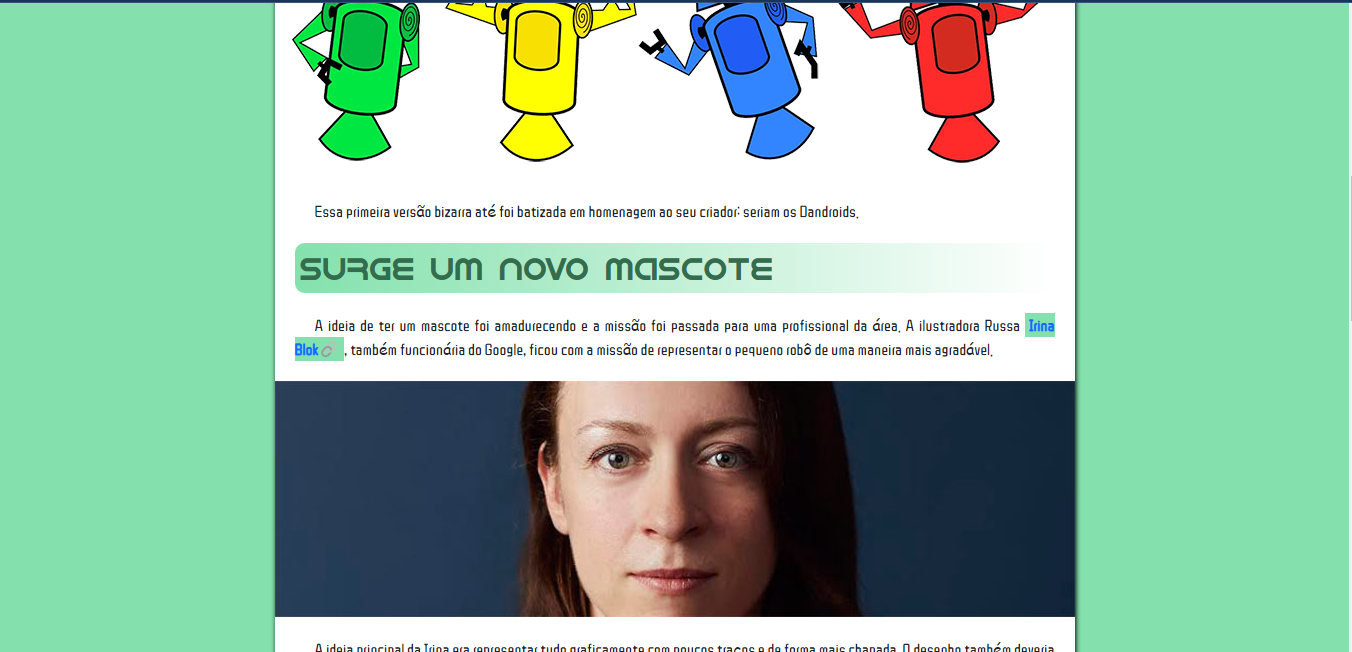 Essa primeira versão bizarra até foi batizada em homenagem ao seu criador: seriam os Dandroids.
SURGE UM NOVO MASCOTE
A ideia de ter um mascote foi amadurecendo e a missão foi passada para uma profissional da área. A ilustradora Russa Irina
Blok , também funcionária do Google, ficou com a missão de representar o pequeno robô de uma maneira mais agradável.
A ideia principal da Irina era representar tudo graficamente com poucos traços e de forma mais chapada. O desenho também deveria